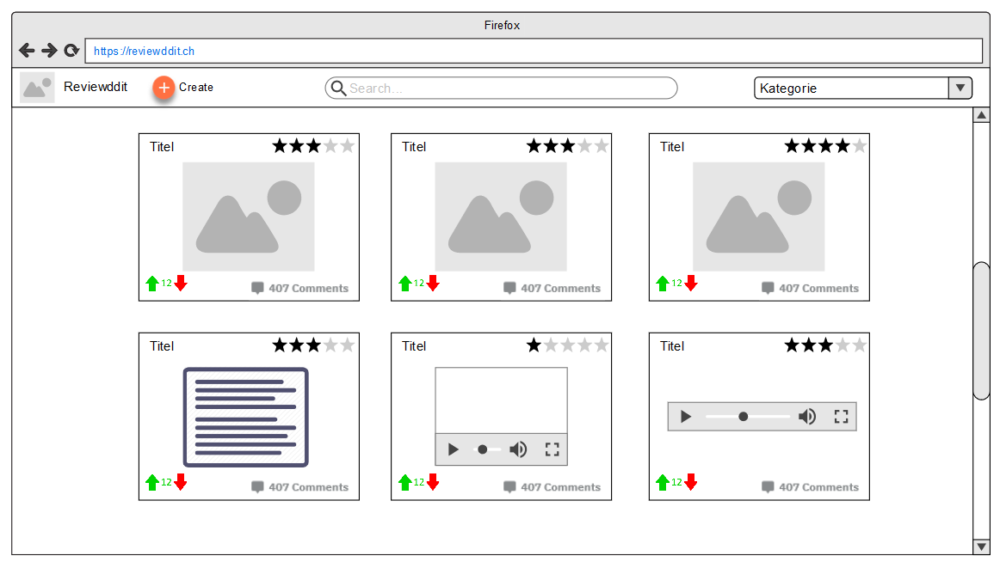 Firefox
https://reviewddit.ch
Reviewddit
Create
Search...
Kategorie
Titel
Titel
Titel
12
407 Comments
12
407 Comments
12
407 Comments
Titel
Titel
Titel
12
407 Comments
12
407 Comments
12
407 Comments